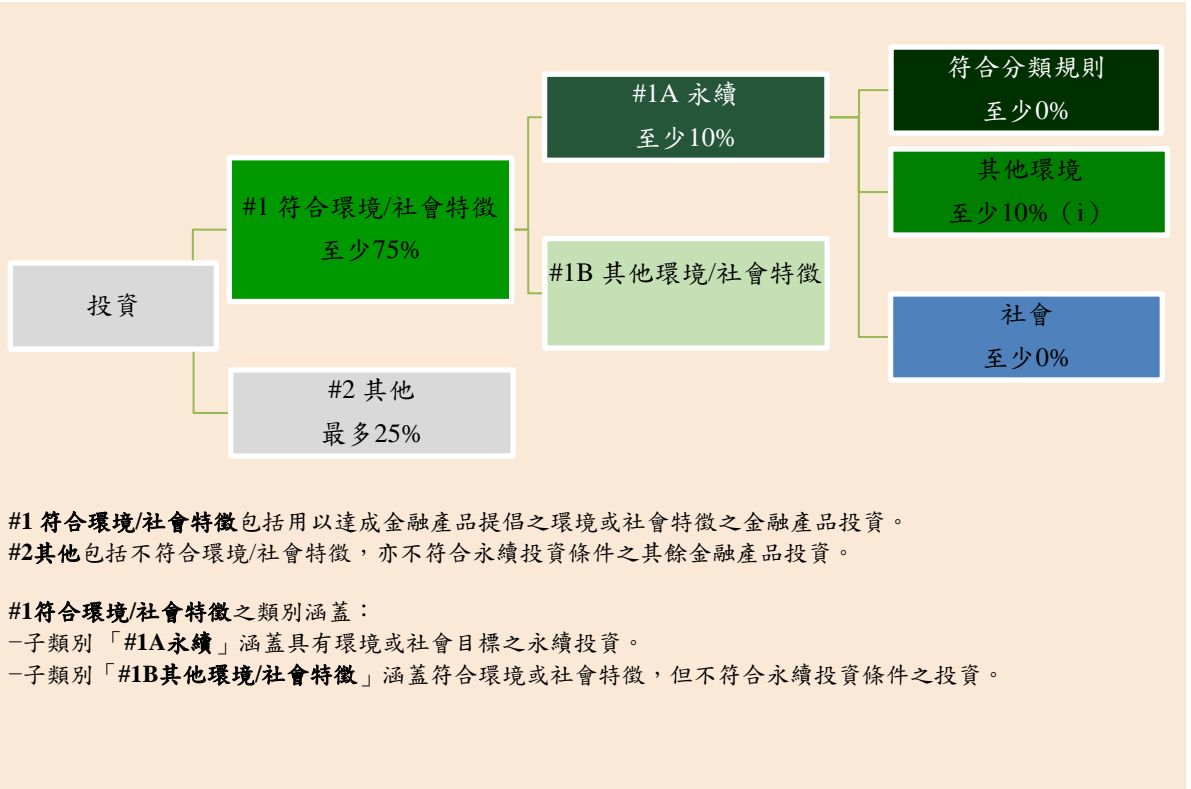 符合分類規則
至少0%
#1A 永續
至少10%
其他環境
至少10%（i）
#1 符合環境/社會特徵
至少75%
#1B 其他環境/社會特徵
投資
社會
至少0%
#2 其他
最多25%
#1 符合環境/社會特徵包括用以達成金融產品提倡之環境或社會特徵之金融產品投資。
#2其他包括不符合環境/社會特徵，亦不符合永續投資條件之其餘金融產品投資。
#1符合環境/社會特徵之類別涵蓋：
–子類別「#1A永續」涵蓋具有環境或社會目標之永續投資。
–子類別「#1B其他環境/社會特徵」涵蓋符合環境或社會特徵，但不符合永續投資條件之投資。